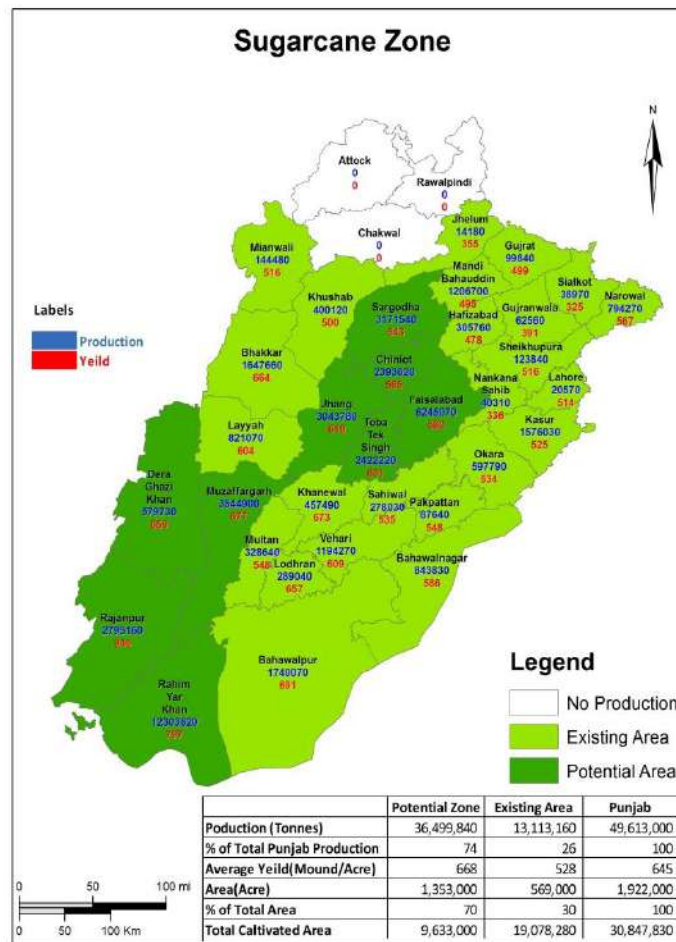 Sugarcane Zone
N
Attock
0
0
Rawalpindi
0
0
Chakwal
0
0
Jhelum
14180
355
Gujrat
99840
499
Mianwali
144480
516
Mandi
Bahauddin
1206700
495
Sialkot
38970
325
Narowal
794270
567
Khushab
400120
500
Sargodha
3171540
Hafizabad
305760
478
Gujranwala
62560
391
Sheikhupura
123840
516
Labels
Production
Yeild
Bhakkar
1647660
664
Chiniot
2393020
Nankana
Sahib
40310
336
Lahore
20570
514
Jhang
3043760
Faisalabad
6245070
Kasur
1576030
525
Layyah
821070
604
Toba
Tek
Singh
2422220
Okara
597790
534
Dera
Ghazi
Khan
579730
Muzaffargarh
3544900
677
Khanewal
457490
673
Sahiwal
278030
535
Pakpattan
87640
548
Multan
328640
548
Vehari
1194270
609
Lodhran
289040
657
Bahawalnagar
843830
586
Rajanpur
2795160
Bahawalpur
1740070
691
Rahim
Yar
Khan
12303820
Legend
No Production
Existing Area
Potential Area
Potential Zone Existing Area Punjab
Poduction (Tonnes) 36,499,840 13,113,160 49,613,000
% of Total Punjab Production 74 26 100
Average Yeild(Mound/Acre) 668 528 645
Area(Acre) 1,353,000 569,000 1,922,000
% of Total Area 70 30 100
Total Caltivated Area 9,633,000 19,078,280 30,847,830
0 50 100 mi
0 50 100 Km